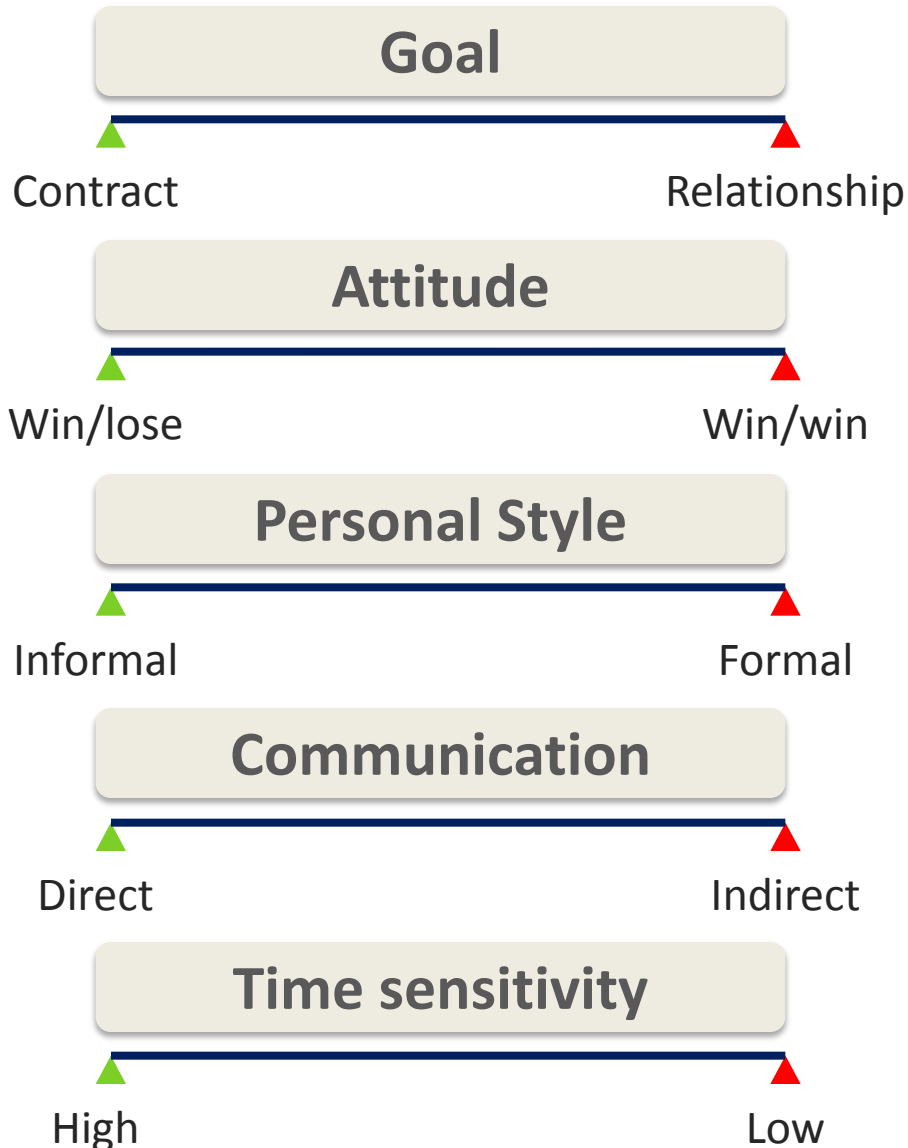 Goal
Contract Relationship
Attitude
Win/lose Win/win
Personal Style
Informal Formal
Communication
Direct Indirect
Time sensitivity
High Low